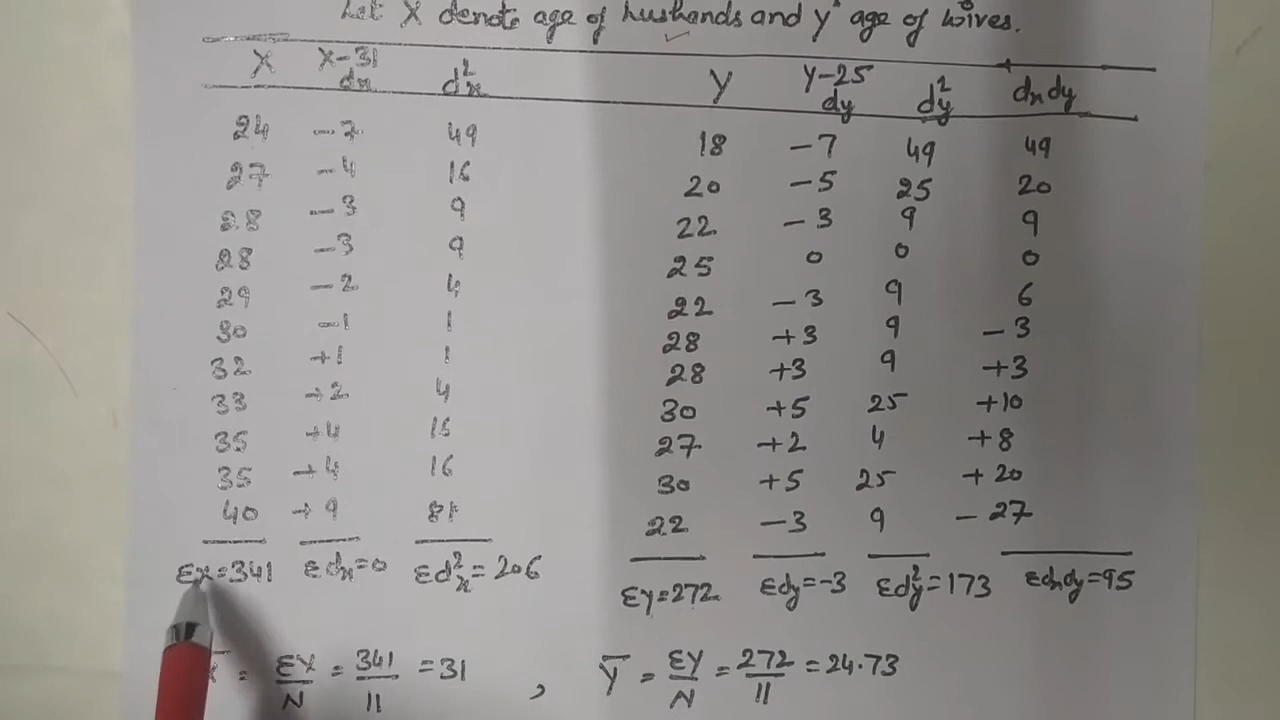 Let X denote age of husbands and Y age of wives.
X X-31 dx d²x Y Y-25 dy d²y dxdy
24 -7 49 18 -7 49 49
27 -4 16 20 -5 25 20
28 -3 9 22 -3 9 9
28 -3 9 25 0 0 0
29 -2 4 22 -3 9 6
30 -1 1 28 +3 9 -3
32 +1 1 28 +3 9 +3
33 +2 4 30 +5 25 +10
35 +4 16 27 +2 4 +8
35 +4 16 30 +5 25 +20
40 +9 81 22 -3 9 -27
Σx=341 Σdx=0 Σd²x=206 ΣY=272 Σdy=-3 Σd²y=173 Σdxdy=95
X̄ = ΣX/N = 341/11 = 31 , Ȳ = ΣY/N = 272/11 = 24.73